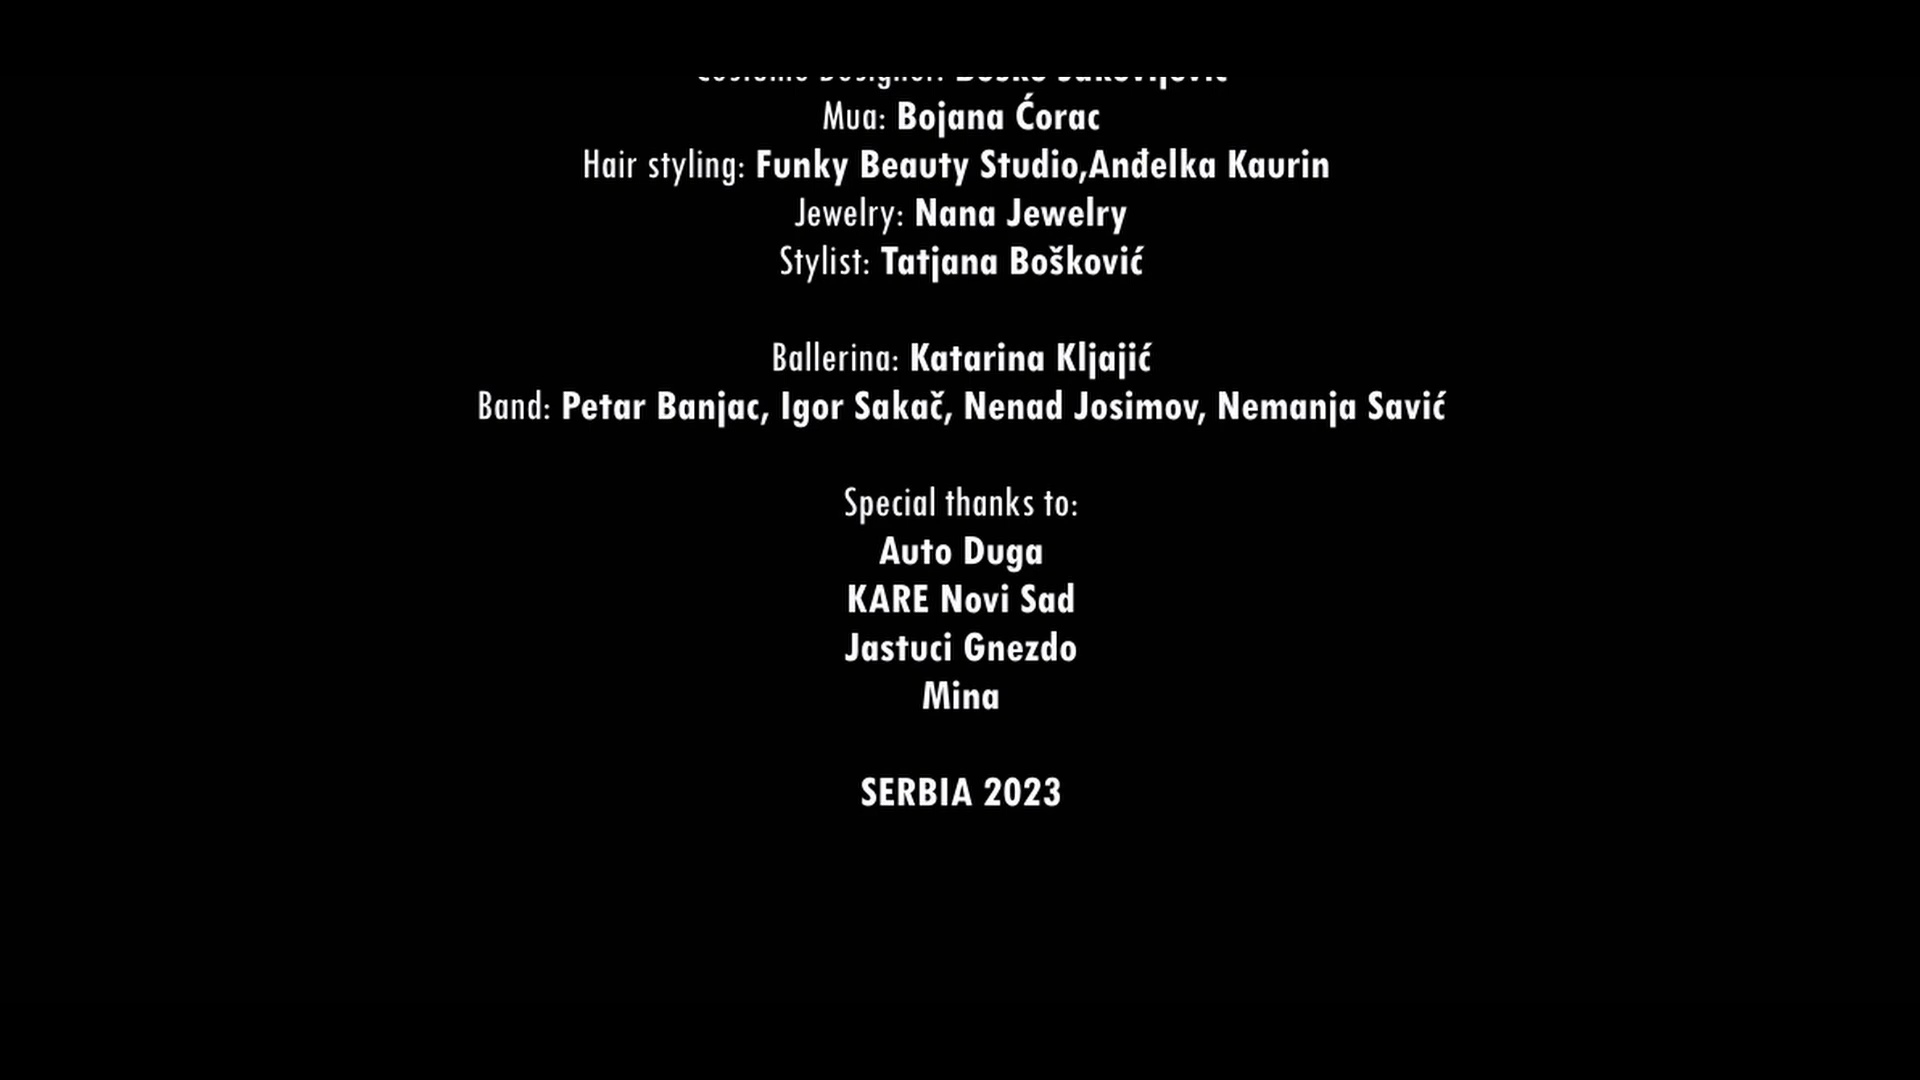 Costume Designer:
Mua: Bojana Ćorac
Hair styling: Funky Beauty Studio,Anđelka Kaurin
Jewelry: Nana Jewelry
Stylist: Tatjana Bošković
Ballerina: Katarina Kljajić
Band: Petar Banjac, Igor Sakač, Nenad Josimov, Nemanja Savić
Special thanks to:
Auto Duga
KARE Novi Sad
Jastuci Gnezdo
Mina
SERBIA 2023